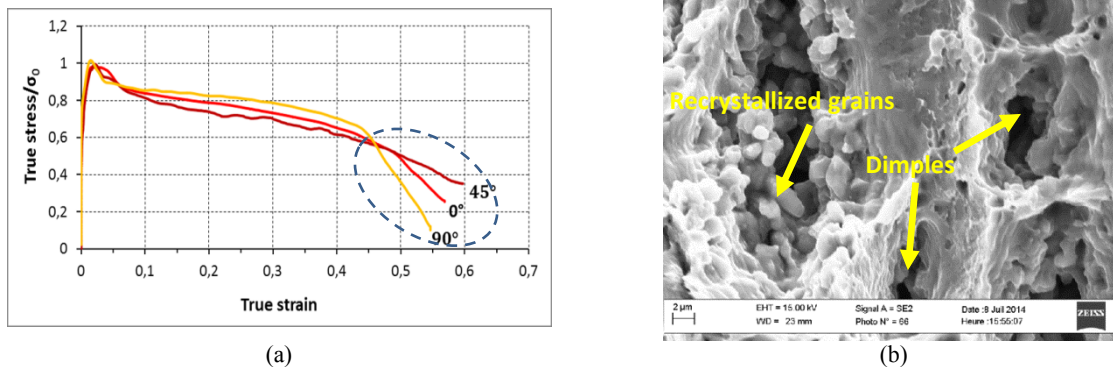 1,2
1
0,8
0,6
0,4
0,2
0
True stress/σ₀
0 0,1 0,2 0,3 0,4 0,5 0,6 0,7
True strain
45°
0°
90°
(a)
Recrystallized grains
Dimples
2 µm
EHT = 15.00 kV Signal A = SE2 Date :8 Juil 2014
WD = 23 mm Photo N° = 66 Heure :15:55:07
ZEISS
(b)